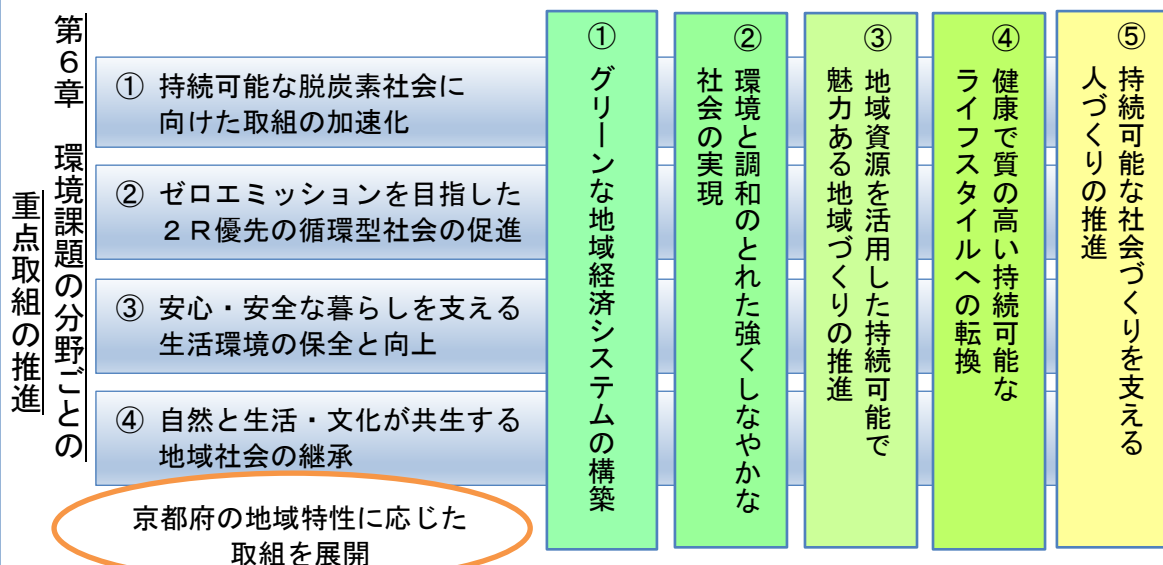 第６章　環境課題の分野ごとの
重点取組の推進
① 持続可能な脱炭素社会に
向けた取組の加速化
② ゼロエミッションを目指した
２Ｒ優先の循環型社会の促進
③ 安心・安全な暮らしを支える
生活環境の保全と向上
④ 自然と生活・文化が共生する
地域社会の継承
京都府の地域特性に応じた
取組を展開
① グリーンな地域経済システムの構築
② 環境と調和のとれた強くしなやかな
社会の実現
③ 地域資源を活用した持続可能で
魅力ある地域づくりの推進
④ 健康で質の高い持続可能な
ライフスタイルへの転換
⑤ 持続可能な社会づくりを支える
人づくりの推進